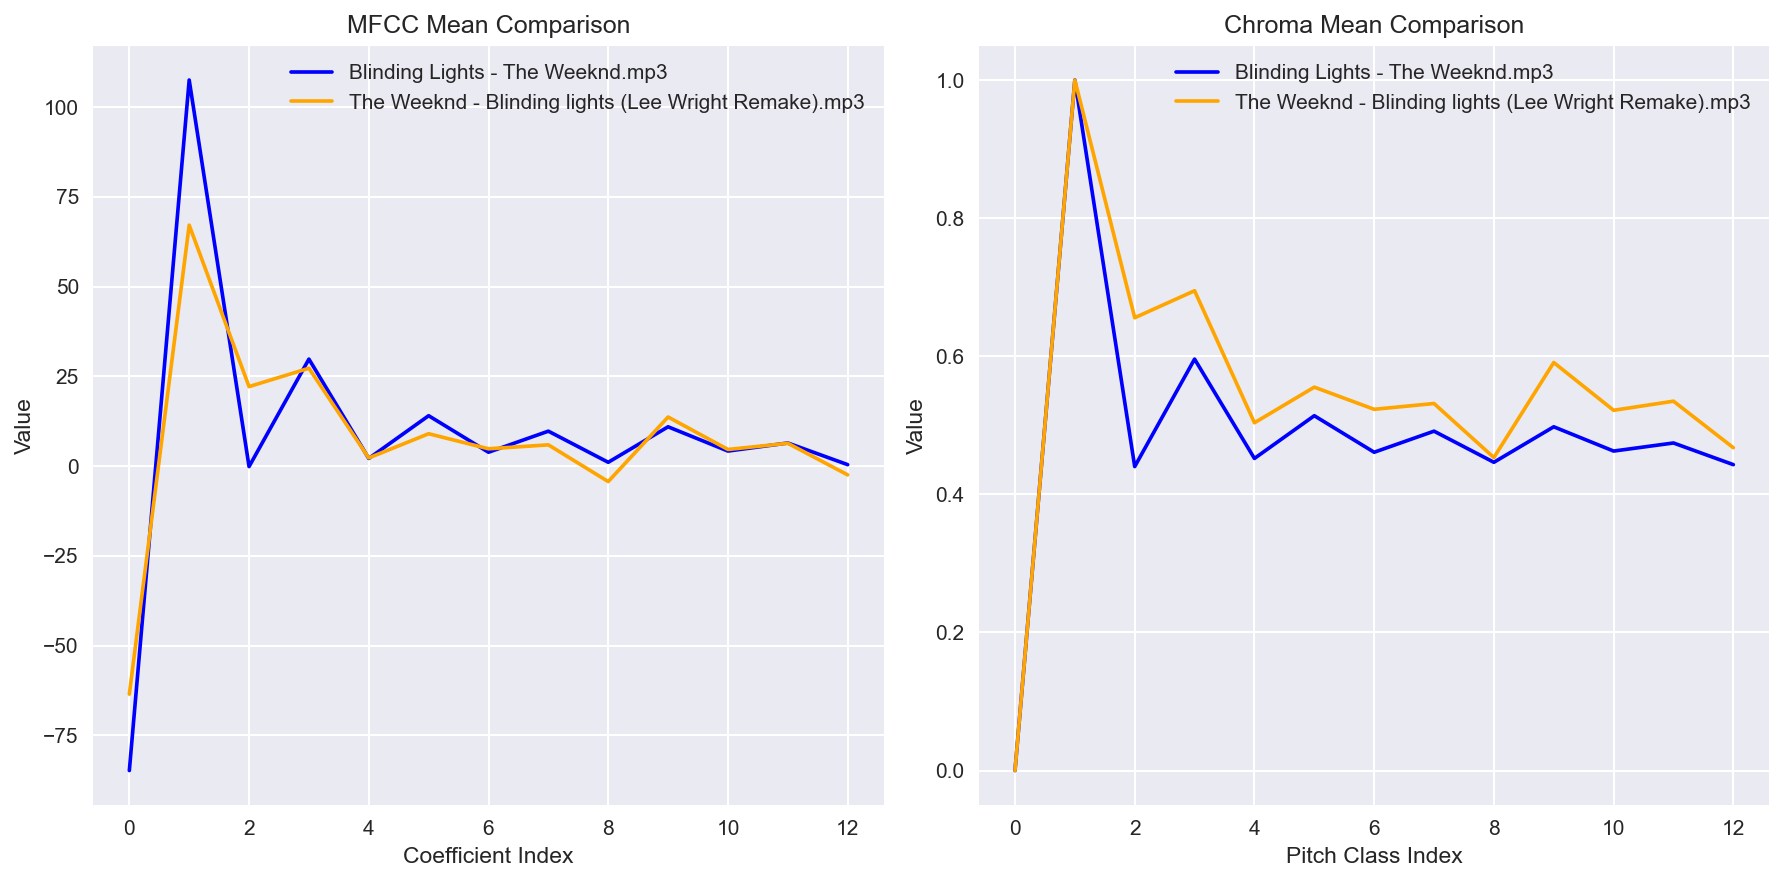 MFCC Mean Comparison
Blinding Lights - The Weeknd.mp3
The Weeknd - Blinding lights (Lee Wright Remake).mp3
Value
100
75
50
25
0
−25
−50
−75
0 2 4 6 8 10 12
Coefficient Index
Chroma Mean Comparison
Blinding Lights - The Weeknd.mp3
The Weeknd - Blinding lights (Lee Wright Remake).mp3
Value
1.0
0.8
0.6
0.4
0.2
0.0
0 2 4 6 8 10 12
Pitch Class Index